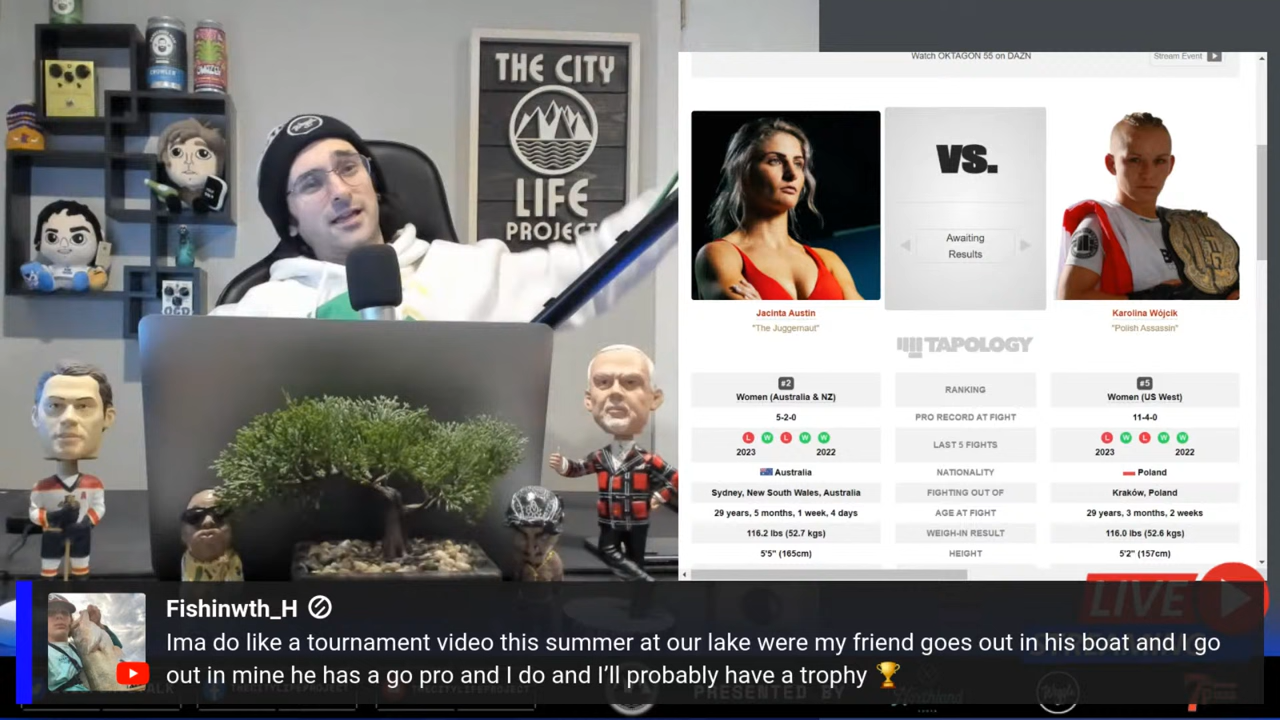 THE CITY
LIFE
PROJECT
Watch OKTAGON 55 on DAZN
Stream Event
VS.
Awaiting
Results
Jacinta Austin
"The Juggernaut"
Karolina Wójcik
"Polish Assassin"
TAPOLOGY
#2
Women (Australia & NZ)
RANKING
#5
Women (US West)
5-2-0
PRO RECORD AT FIGHT
11-4-0
L W L W W
2023 2022
LAST 5 FIGHTS
L W L W W
2023 2022
Australia
NATIONALITY
Poland
Sydney, New South Wales, Australia
FIGHTING OUT OF
Kraków, Poland
29 years, 5 months, 1 week, 4 days
AGE AT FIGHT
29 years, 3 months, 2 weeks
116.2 lbs (52.7 kgs)
WEIGH-IN RESULT
116.0 lbs (52.6 kgs)
5'5" (165cm)
HEIGHT
5'2" (157cm)
LIVE
Fishinwth_H
Ima do like a tournament video this summer at our lake were my friend goes out in his boat and I go
out in mine he has a go pro and I do and I’ll probably have a trophy 🏆
PRESENTED BY